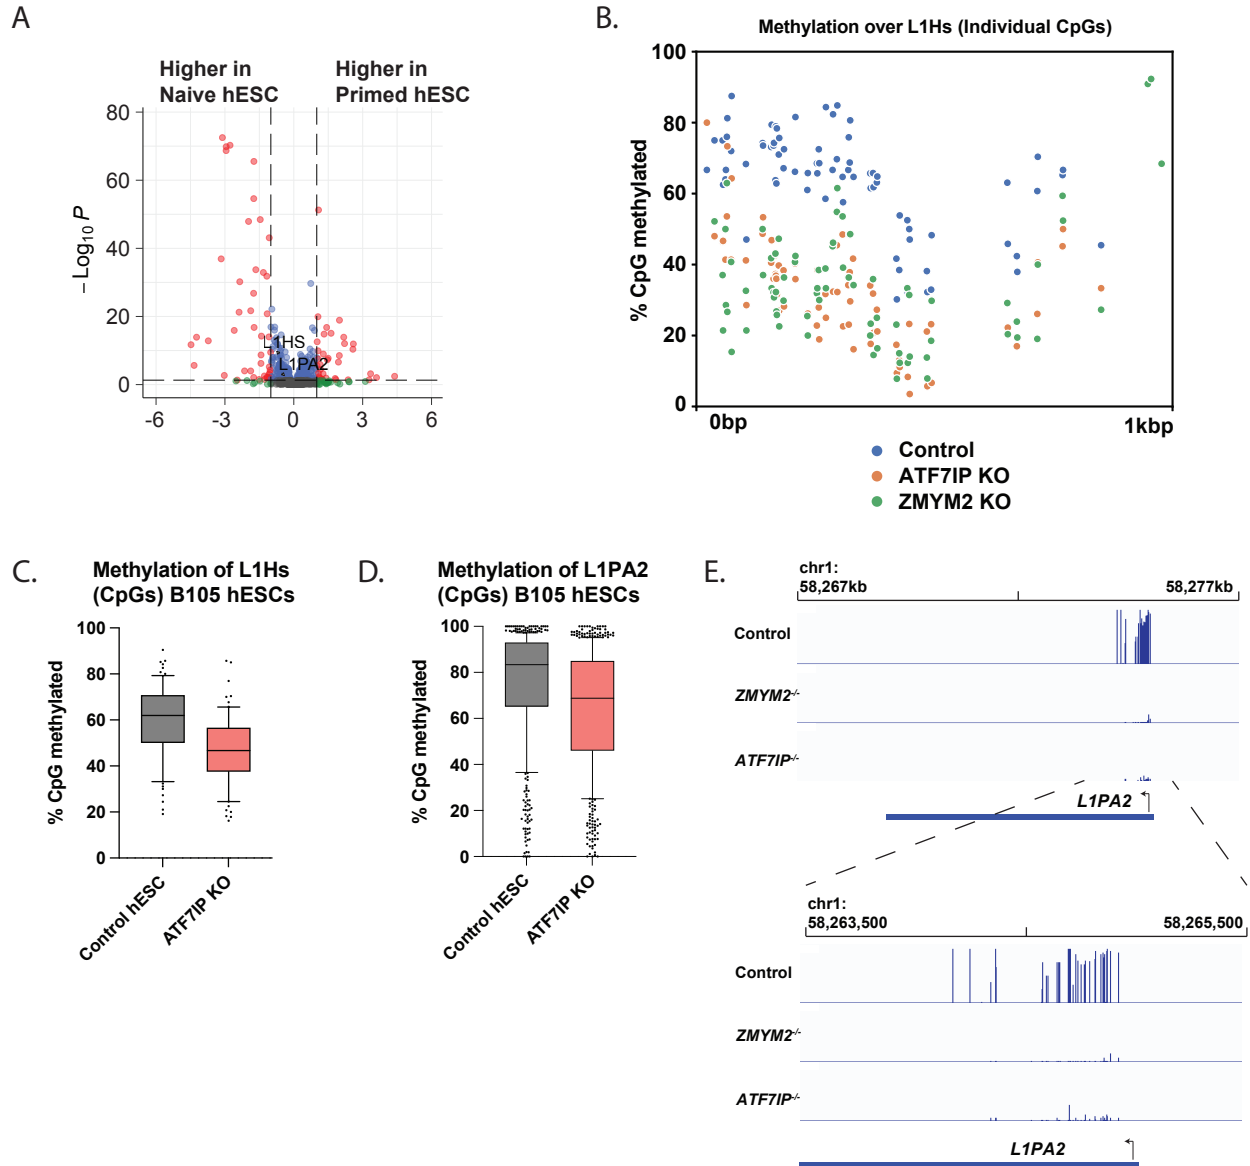 A
Higher in
Naive hESC
Higher in
Primed hESC
80
60
40
20
0
– Log10 P
L1HS
L1PA2
-6
-3
0
3
6
B.
Methylation over L1Hs (Individual CpGs)
100
80
60
40
20
0
% CpG methylated
0bp
1kbp
Control
ATF7IP KO
ZMYM2 KO
C.
Methylation of L1Hs
(CpGs) B105 hESCs
100
80
60
40
20
0
% CpG methylated
Control hESC
ATF7IP KO
D.
Methylation of L1PA2
(CpGs) B105 hESCs
100
80
60
40
20
0
% CpG methylated
Control hESC
ATF7IP KO
E.
chr1:
58,267kb
58,277kb
Control
ZMYM2-/-
ATF7IP-/-
L1PA2
chr1:
58,263,500
58,265,500
Control
ZMYM2-/-
ATF7IP-/-
L1PA2